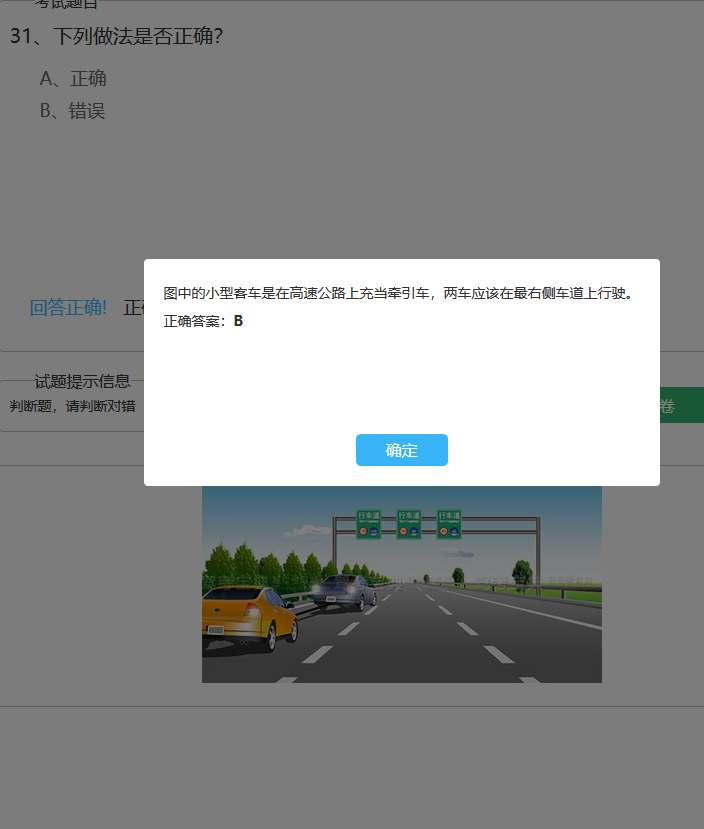 考试题目
31、下列做法是否正确?
A、正确
B、错误
图中的小型客车是在高速公路上充当牵引车，两车应该在最右侧车道上行驶。
正确答案：B
回答正确! 正
试题提示信息
判断题，请判断对错
卷
确定
行车道 行车道 行车道